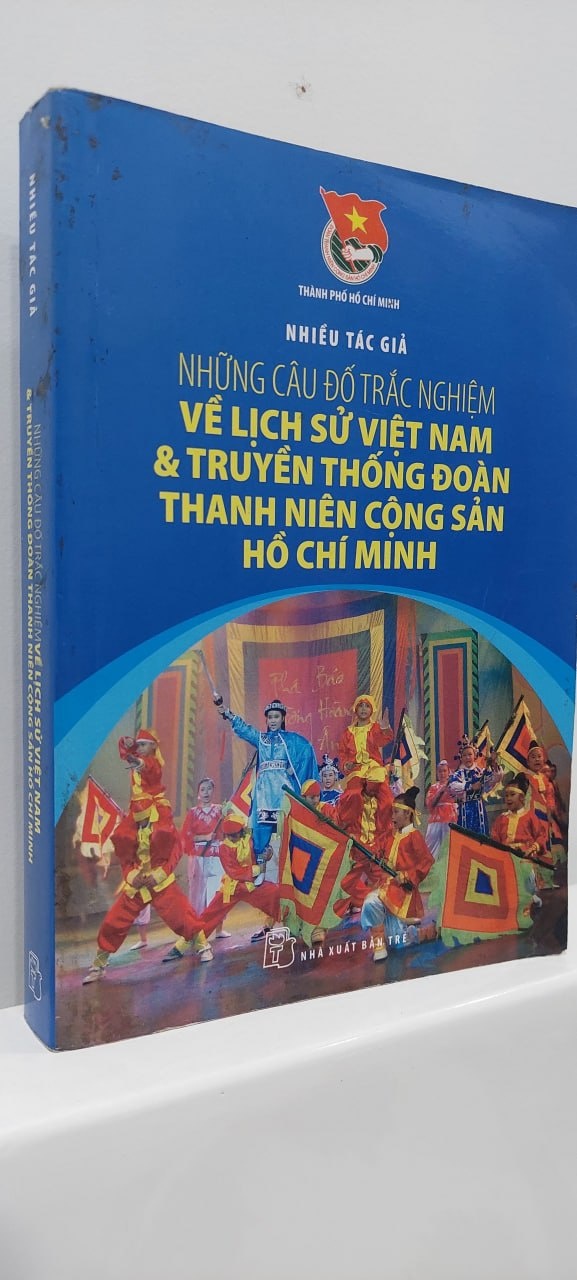 THÀNH PHỐ HỒ CHÍ MINH
NHIỀU TÁC GIẢ
NHỮNG CÂU ĐỐ TRẮC NGHIỆM
VỀ LỊCH SỬ VIỆT NAM
& TRUYỀN THỐNG ĐOÀN
THANH NIÊN CỘNG SẢN
HỒ CHÍ MINH
Phá
NHÀ XUẤT BẢN TRẺ
NHIỀU TÁC GIẢ
NHỮNG CÂU ĐỐ TRẮC NGHIỆM VỀ LỊCH SỬ VIỆT NAM
& TRUYỀN THỐNG ĐOÀN THANH NIÊN CỘNG SẢN HỒ CHÍ MINH